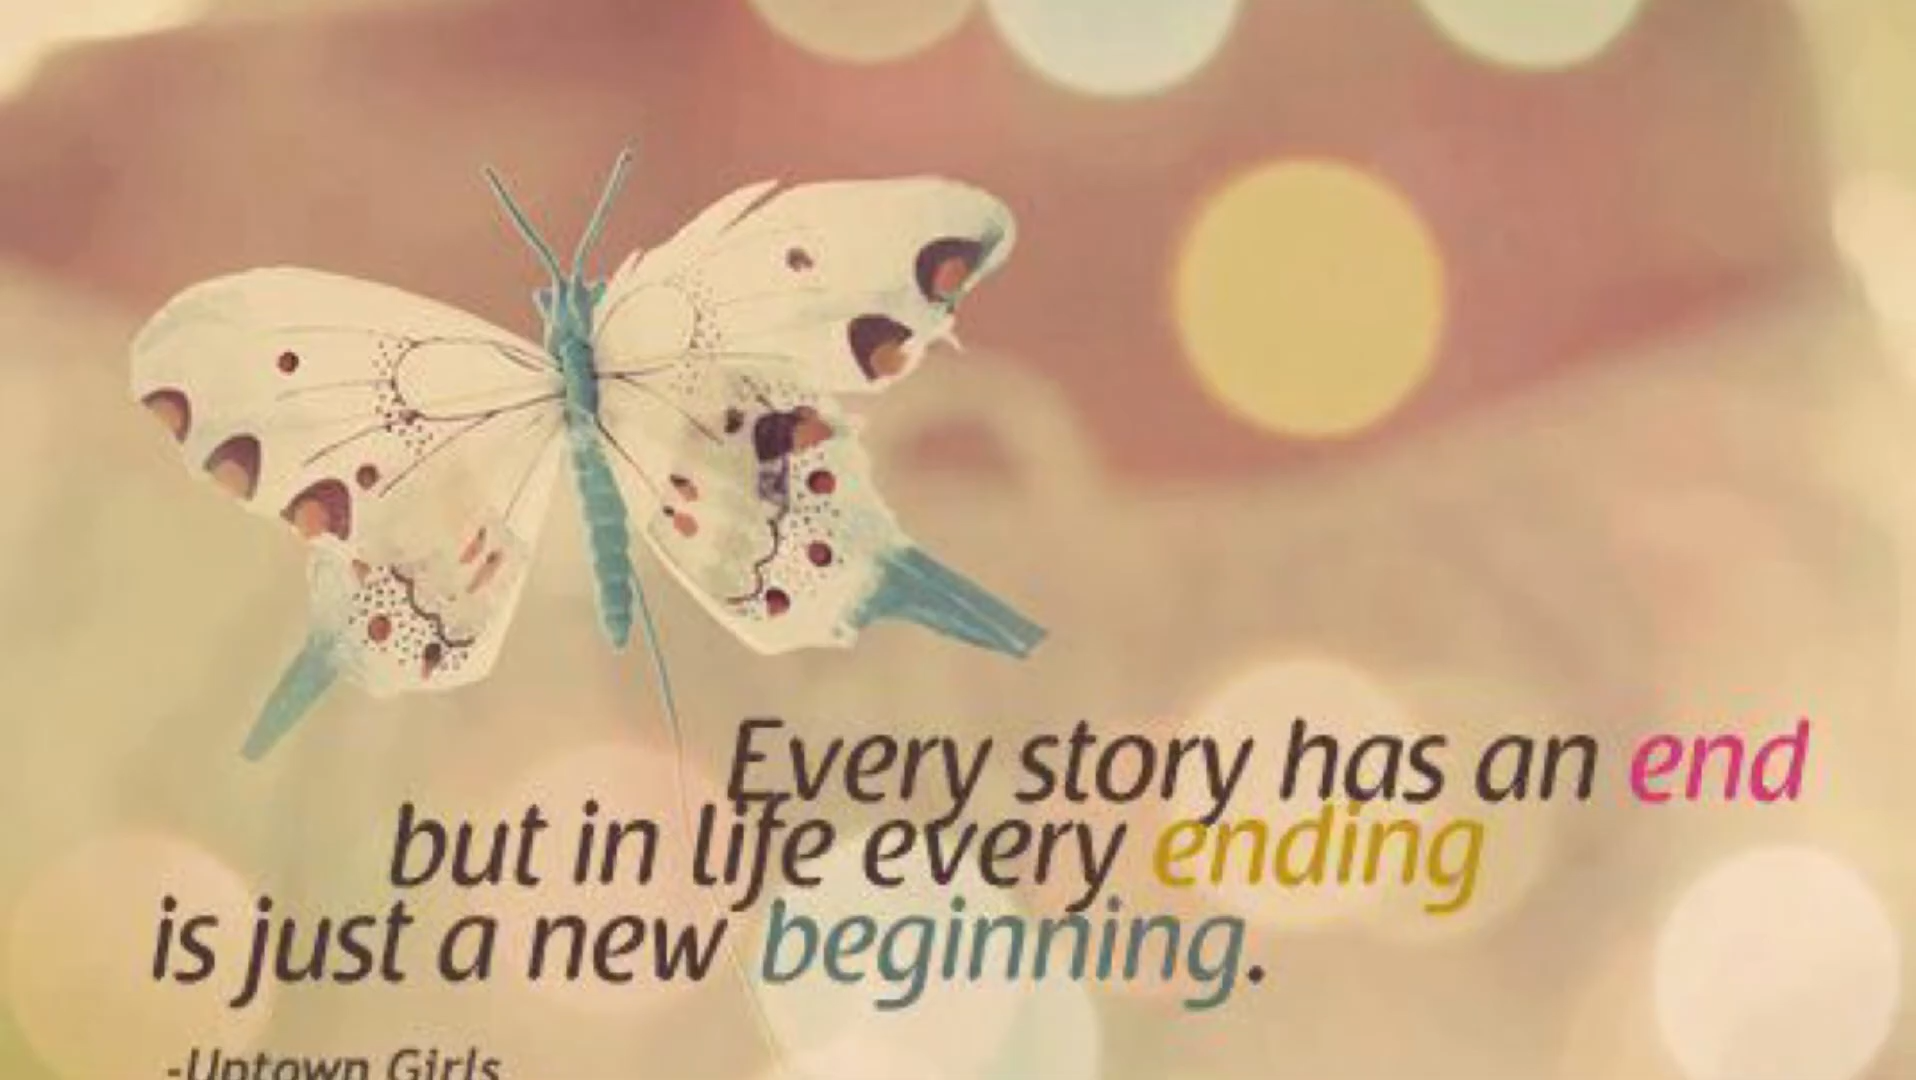 Every story has an end
but in life every ending
is just a new beginning.
-Uptown Girls